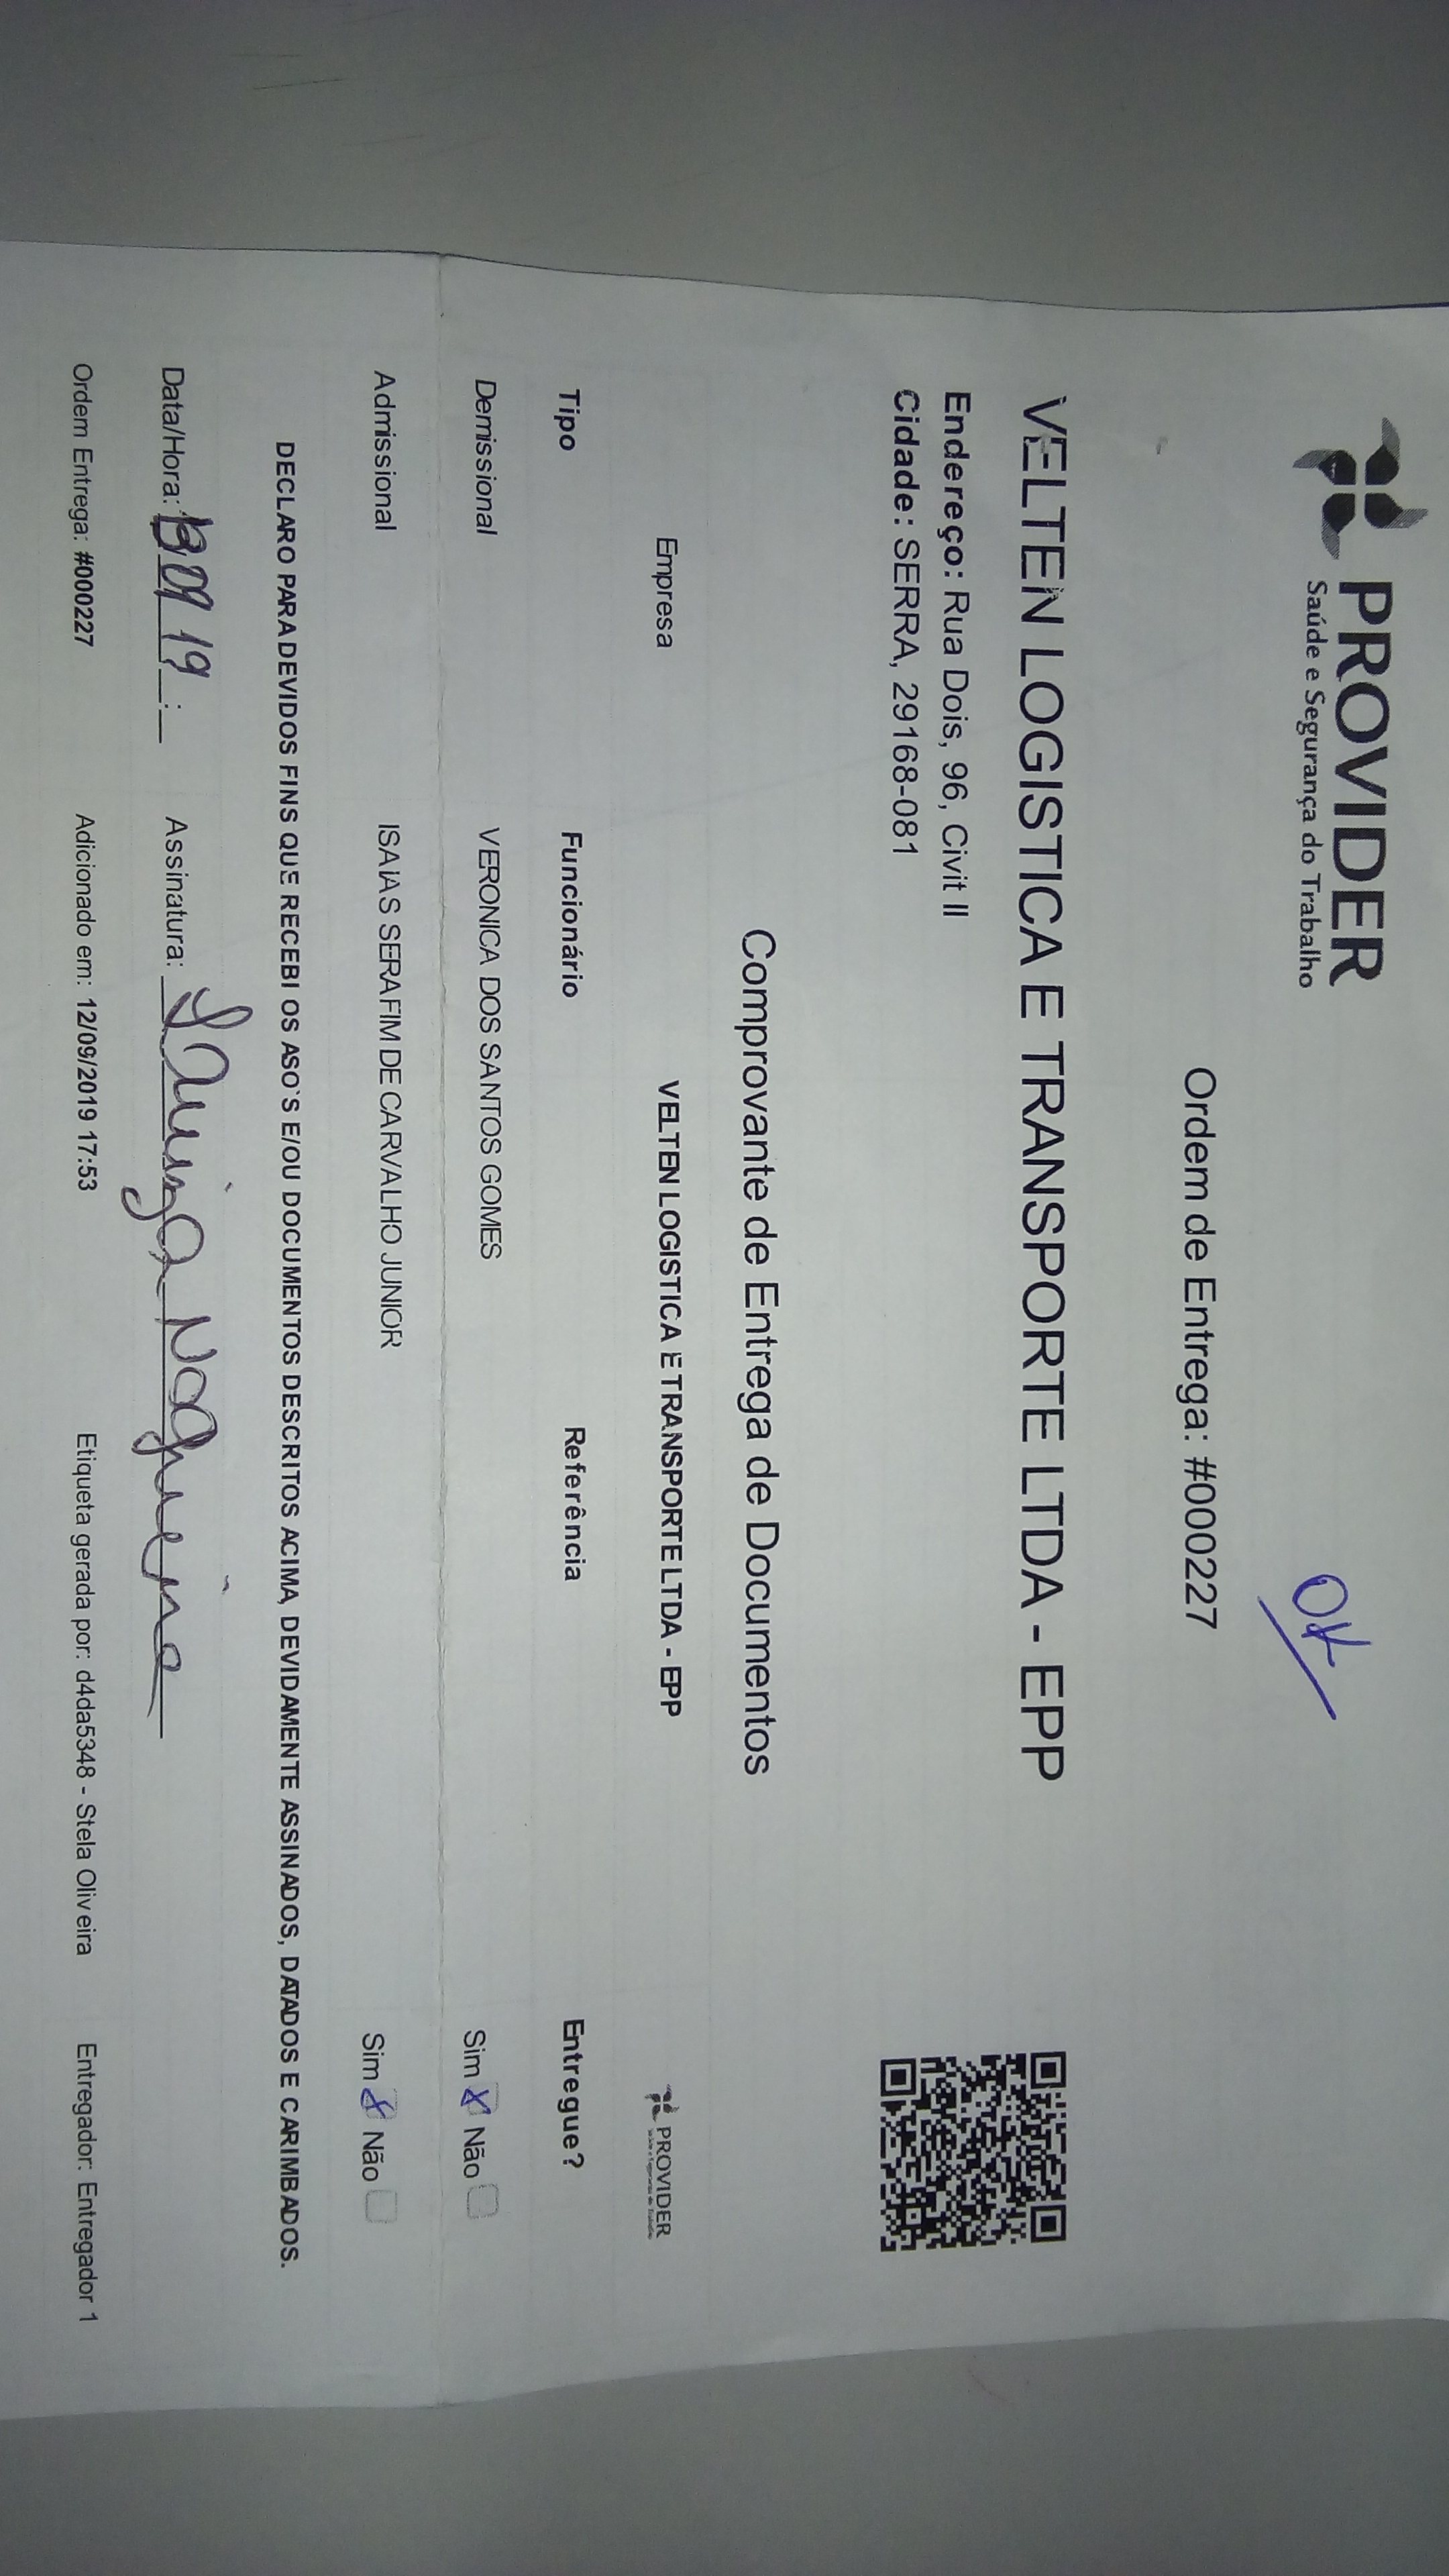 PROVIDER
Saúde e Segurança do Trabalho
OK
Ordem de Entrega: #000227
VELTEN LOGISTICA E TRANSPORTE LTDA - EPP
Endereço: Rua Dois, 96, Civit II
Cidade: SERRA, 29168-081
Comprovante de Entrega de Documentos
Empresa VELTEN LOGISTICA E TRANSPORTE LTDA - EPP PROVIDER
Tipo Funcionário Referência Entregue?
Demissional VERONICA DOS SANTOS GOMES Sim X Não
Admissional ISAIAS SERAFIM DE CARVALHO JUNIOR Sim X Não
DECLARO PARA DEVIDOS FINS QUE RECEBI OS ASO`S E/OU DOCUMENTOS DESCRITOS ACIMA, DEVIDAMENTE ASSINADOS, DATADOS E CARIMBADOS.
Data/Hora: 13 09 19 : Assinatura: Nogueira
Ordem Entrega: #000227 Adicionado em: 12/09/2019 17:53 Etiqueta gerada por: d4da5348 - Stela Oliveira Entregador: Entregador 1